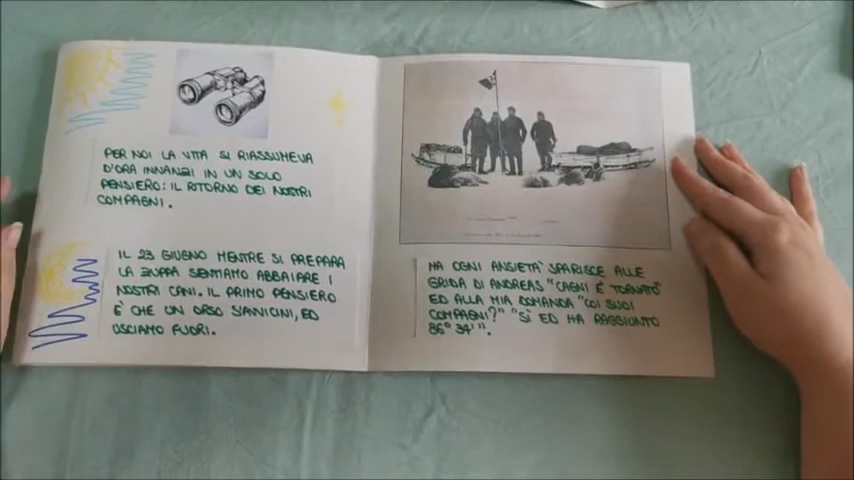 PER NOI LA VITA SI RIASSUMEVA
D'ORA INNANZI IN UN SOLO
PENSIERO: IL RITORNO DEI NOSTRI
COMPAGNI.
IL 23 GIUGNO MENTRE SI PREPARA
LA ZUPPA SENTIAMO ABBAIARE I
NOSTRI CANI. IL PRIMO PENSIERO
È CHE UN ORSO S'AVVICINI, ED
USCIAMO FUORI.
MA OGNI ANSIETÀ SPARISCE ALLE
GRIDA DI ANDREAS "CAGNI È TORNATO"
ED ALLA MIA DOMANDA "COI SUOI
COMPAGNI?" "SÌ ED HA RAGGIUNTO
86° 34'".